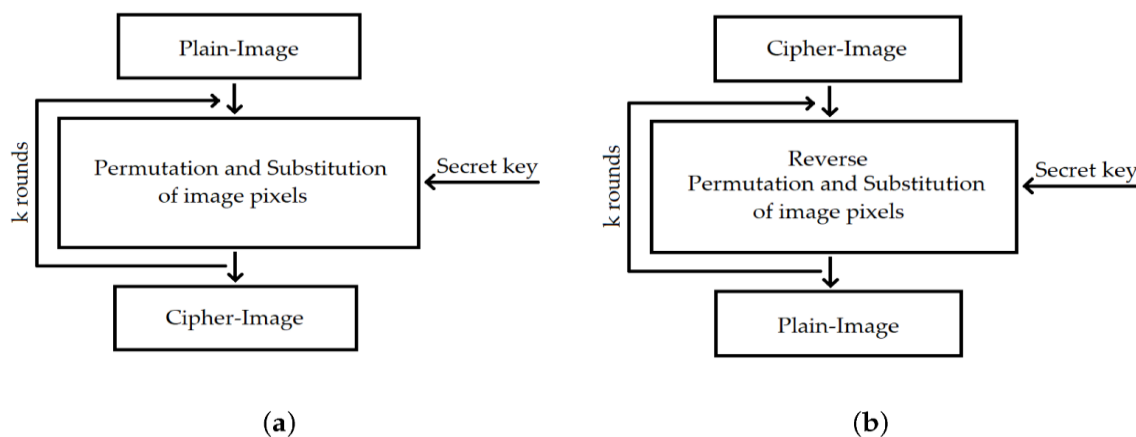 Plain-Image
k rounds
Permutation and Substitution
of image pixels
Secret key
Cipher-Image
(a)
Cipher-Image
k rounds
Reverse
Permutation and Substitution
of image pixels
Secret key
Plain-Image
(b)